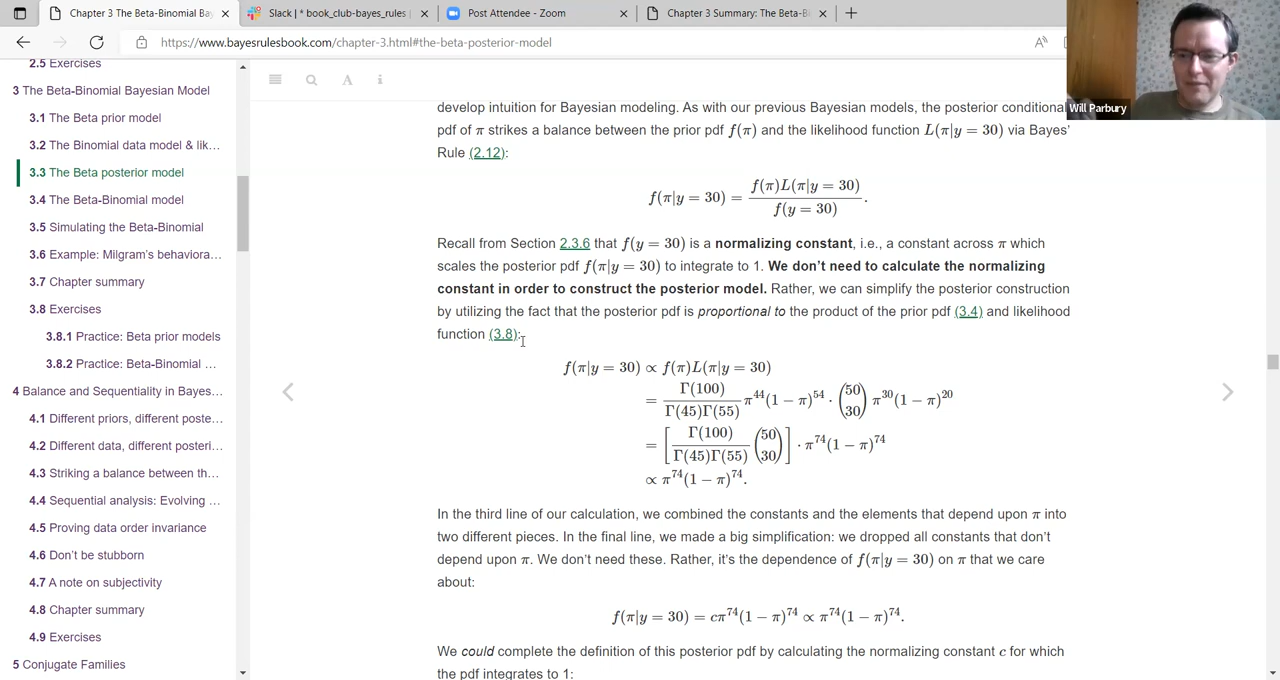 Chapter 3 The Beta-Binomial Bay
Slack | * book_club-bayes_rules
Post Attendee - Zoom
Chapter 3 Summary: The Beta-B
https://www.bayesrulesbook.com/chapter-3.html#the-beta-posterior-model
Will Parbury
2.5 Exercises
3 The Beta-Binomial Bayesian Model
3.1 The Beta prior model
3.2 The Binomial data model & lik...
3.3 The Beta posterior model
3.4 The Beta-Binomial model
3.5 Simulating the Beta-Binomial
3.6 Example: Milgram's behaviora...
3.7 Chapter summary
3.8 Exercises
3.8.1 Practice: Beta prior models
3.8.2 Practice: Beta-Binomial ...
4 Balance and Sequentiality in Bayes...
4.1 Different priors, different poste...
4.2 Different data, different posteri...
4.3 Striking a balance between th...
4.4 Sequential analysis: Evolving ...
4.5 Proving data order invariance
4.6 Don't be stubborn
4.7 A note on subjectivity
4.8 Chapter summary
4.9 Exercises
5 Conjugate Families
develop intuition for Bayesian modeling. As with our previous Bayesian models, the posterior conditiona
pdf of π strikes a balance between the prior pdf f(π) and the likelihood function L(π|y = 30) via Bayes'
Rule (2.12):
f(π|y = 30) = f(π)L(π|y = 30) / f(y = 30).
Recall from Section 2.3.6 that f(y = 30) is a normalizing constant, i.e., a constant across π which
scales the posterior pdf f(π|y = 30) to integrate to 1. We don't need to calculate the normalizing
constant in order to construct the posterior model. Rather, we can simplify the posterior construction
by utilizing the fact that the posterior pdf is proportional to the product of the prior pdf (3.4) and likelihood
function (3.8):
f(π|y = 30) ∝ f(π)L(π|y = 30)
= Γ(100) / Γ(45)Γ(55) π^44 (1 − π)^54 · (50 30) π^30 (1 − π)^20
= [Γ(100) / Γ(45)Γ(55) (50 30)] · π^74 (1 − π)^74
∝ π^74 (1 − π)^74.
In the third line of our calculation, we combined the constants and the elements that depend upon π into
two different pieces. In the final line, we made a big simplification: we dropped all constants that don't
depend upon π. We don't need these. Rather, it's the dependence of f(π|y = 30) on π that we care
about:
f(π|y = 30) = cπ^74 (1 − π)^74 ∝ π^74 (1 − π)^74.
We could complete the definition of this posterior pdf by calculating the normalizing constant c for which
the pdf integrates to 1: